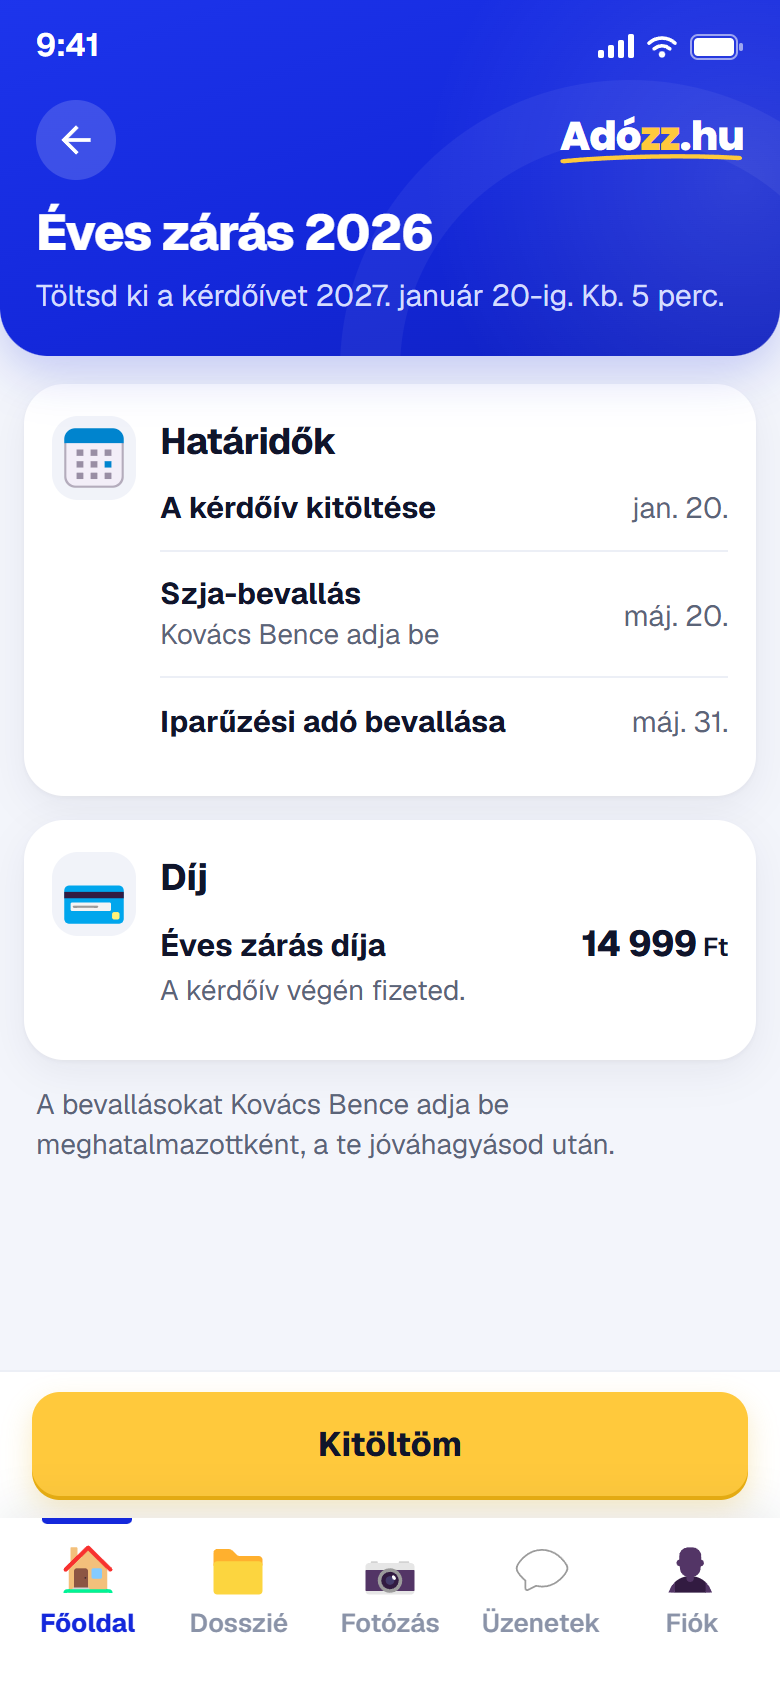 9:41
Adózz.hu
Éves zárás 2026
Töltsd ki a kérdőívet 2027. január 20-ig. Kb. 5 perc.
Határidők
A kérdőív kitöltése jan. 20.
Szja-bevallás
Kovács Bence adja be
máj. 20.
Iparűzési adó bevallása máj. 31.
Díj
Éves zárás díja 14 999 Ft
A kérdőív végén fizeted.
A bevallásokat Kovács Bence adja be
meghatalmazottként, a te jóváhagyásod után.
Kitöltöm
Főoldal Dosszié Fotózás Üzenetek Fiók